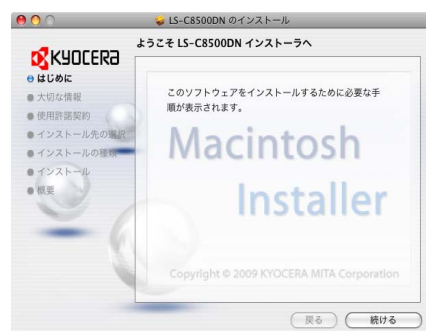 LS-C8500DN のインストール
ようこそ LS-C8500DN インストーラへ
KYOCERA
はじめに
大切な情報
使用許諾契約
インストール先の選択
インストールの種類
インストール
概要
このソフトウェアをインストールするために必要な手
順が表示されます。
Macintosh
Installer
Copyright © 2009 KYOCERA MITA Corporation
戻る
続ける